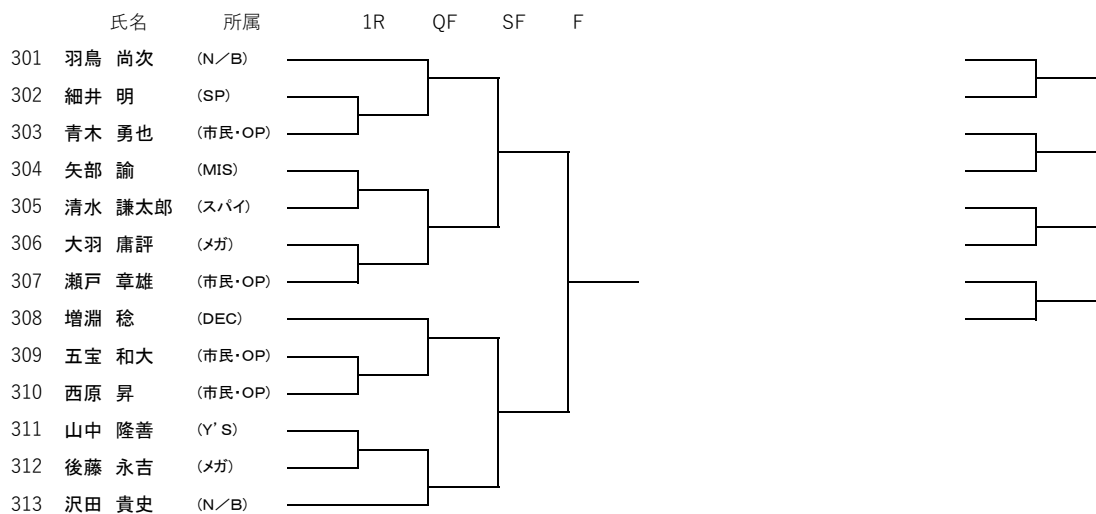 氏名 所属 1R QF SF F
301 羽鳥 尚次 (N/B)
302 細井 明 (SP)
303 青木 勇也 (市民・OP)
304 矢部 諭 (MIS)
305 清水 謙太郎 (スパイ)
306 大羽 庸評 (メガ)
307 瀬戸 章雄 (市民・OP)
308 増淵 稔 (DEC)
309 五宝 和大 (市民・OP)
310 西原 昇 (市民・OP)
311 山中 隆善 (Y'S)
312 後藤 永吉 (メガ)
313 沢田 貴史 (N/B)